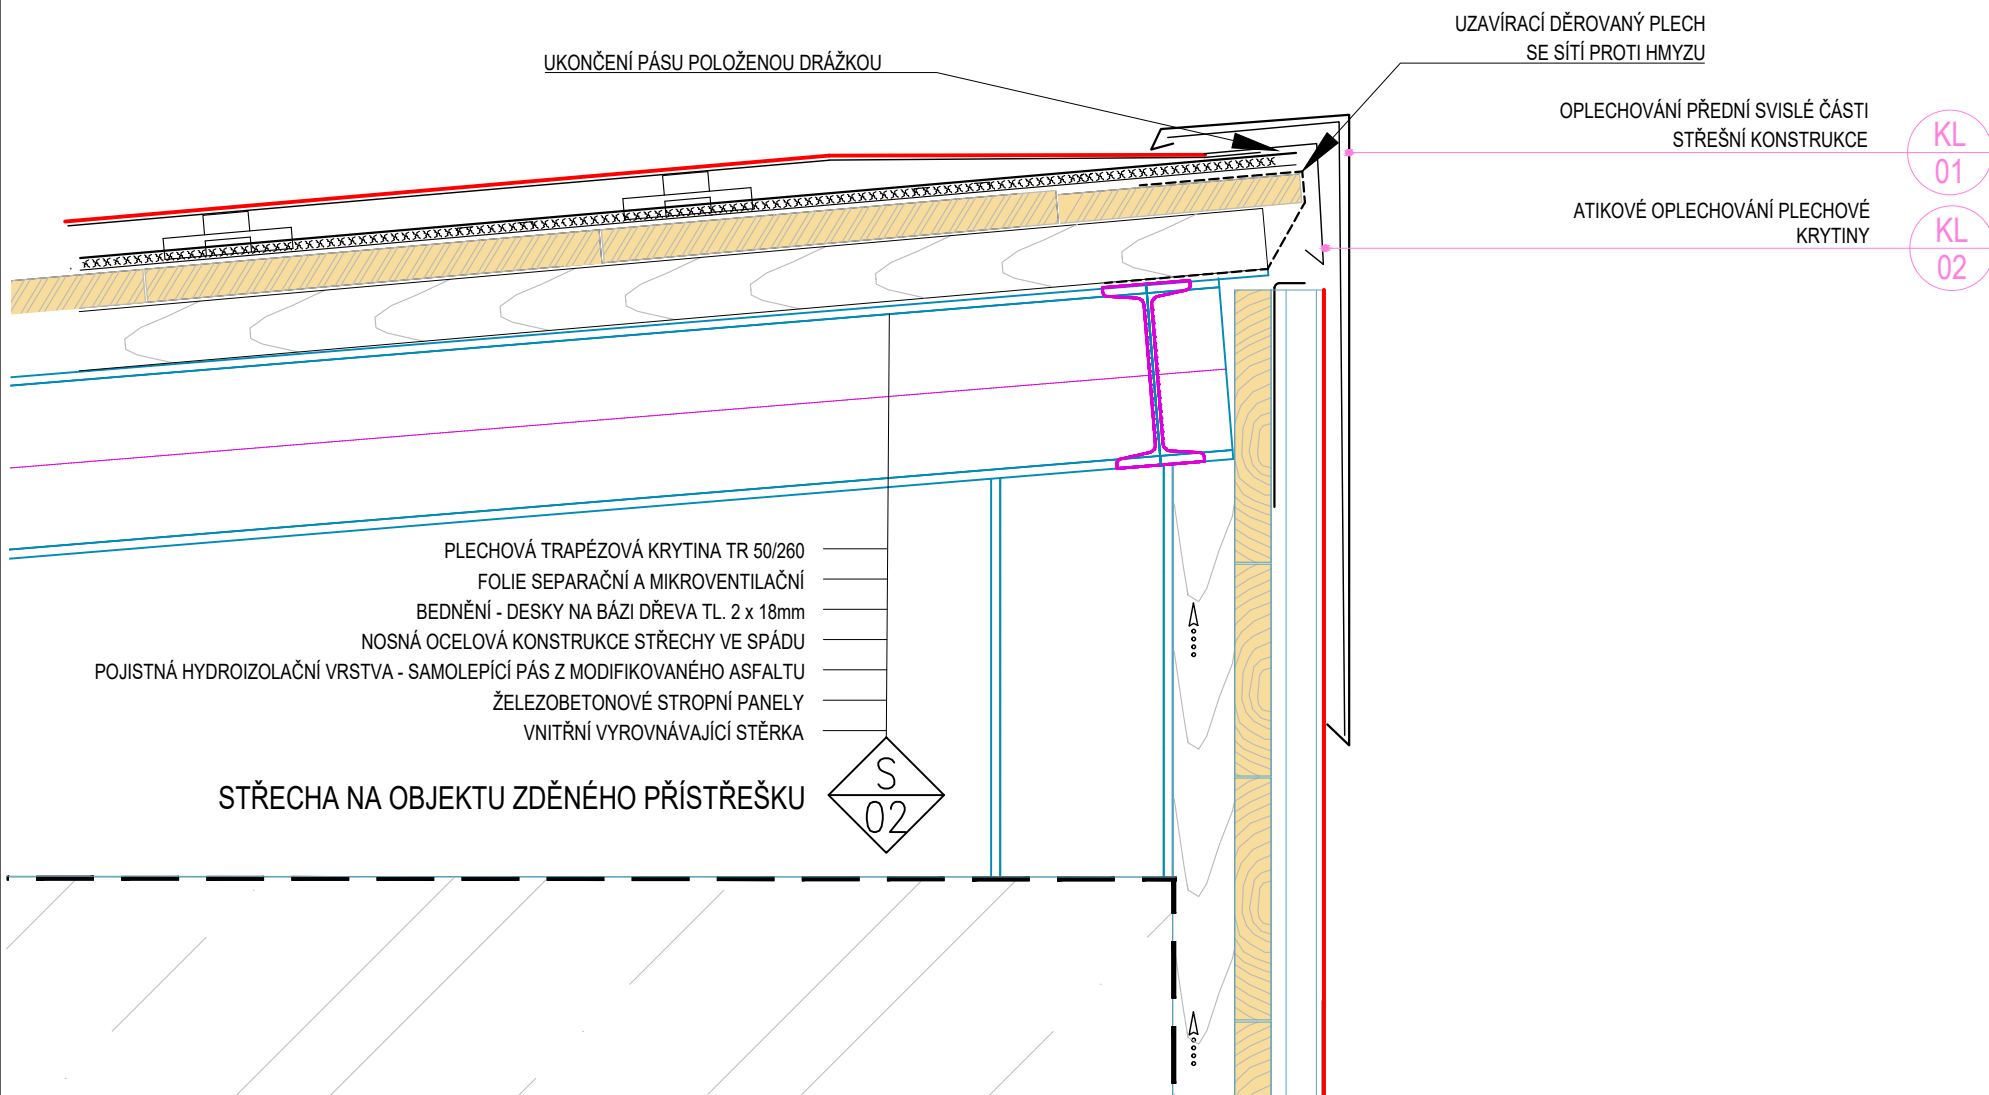 UZAVÍRACÍ DĚROVANÝ PLECH
SE SÍTÍ PROTI HMYZU
UKONČENÍ PÁSU POLOŽENOU DRÁŽKOU
OPLECHOVÁNÍ PŘEDNÍ SVISLÉ ČÁSTI
STŘEŠNÍ KONSTRUKCE
KL
01
ATIKOVÉ OPLECHOVÁNÍ PLECHOVÉ
KRYTINY
KL
02
PLECHOVÁ TRAPÉZOVÁ KRYTINA TR 50/260
FOLIE SEPARAČNÍ A MIKROVENTILAČNÍ
BEDNĚNÍ - DESKY NA BÁZI DŘEVA TL. 2 x 18mm
NOSNÁ OCELOVÁ KONSTRUKCE STŘECHY VE SPÁDU
POJISTNÁ HYDROIZOLAČNÍ VRSTVA - SAMOLEPÍCÍ PÁS Z MODIFIKOVANÉHO ASFALTU
ŽELEZOBETONOVÉ STROPNÍ PANELY
VNITŘNÍ VYROVNÁVAJÍCÍ STĚRKA
STŘECHA NA OBJEKTU ZDĚNÉHO PŘÍSTŘEŠKU
S
02